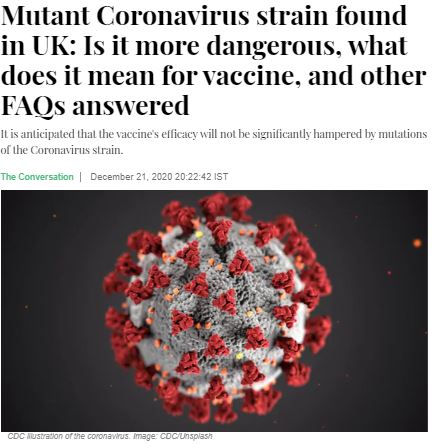 Mutant Coronavirus strain found
in UK: Is it more dangerous, what
does it mean for vaccine, and other
FAQs answered
It is anticipated that the vaccine's efficacy will not be significantly hampered by mutations
of the Coronavirus strain.
The Conversation | December 21, 2020 20:22:42 IST
CDC illustration of the coronavirus. Image: CDC/Unsplash